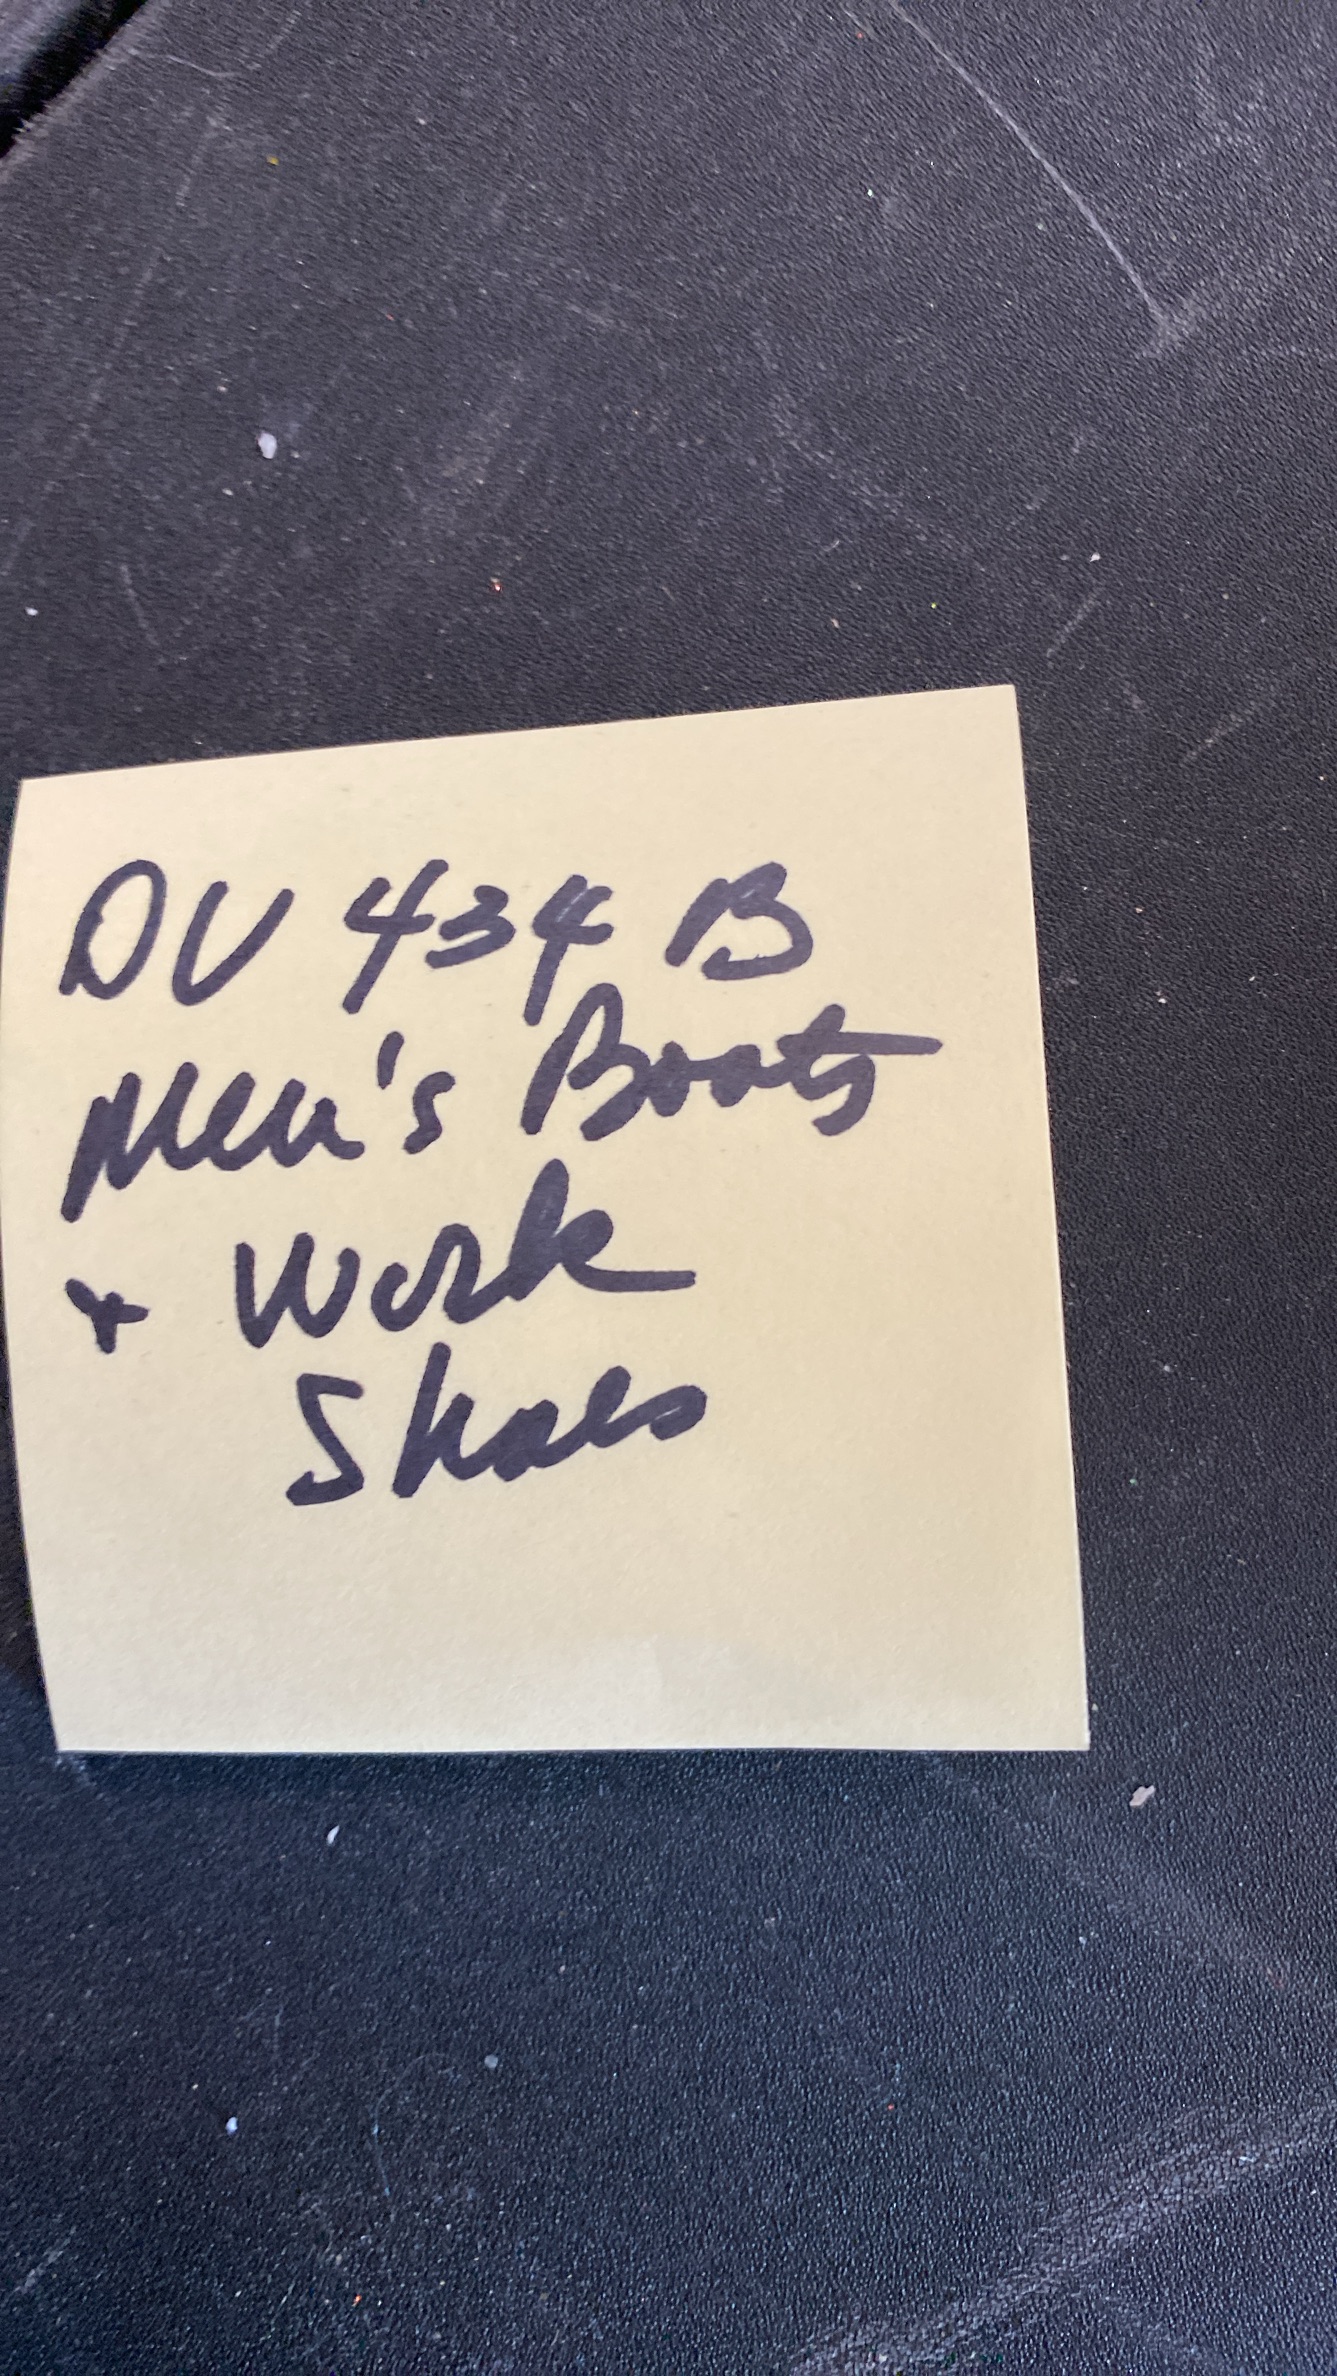 DV 434 B
Men's Boots
+ Work
Shoes